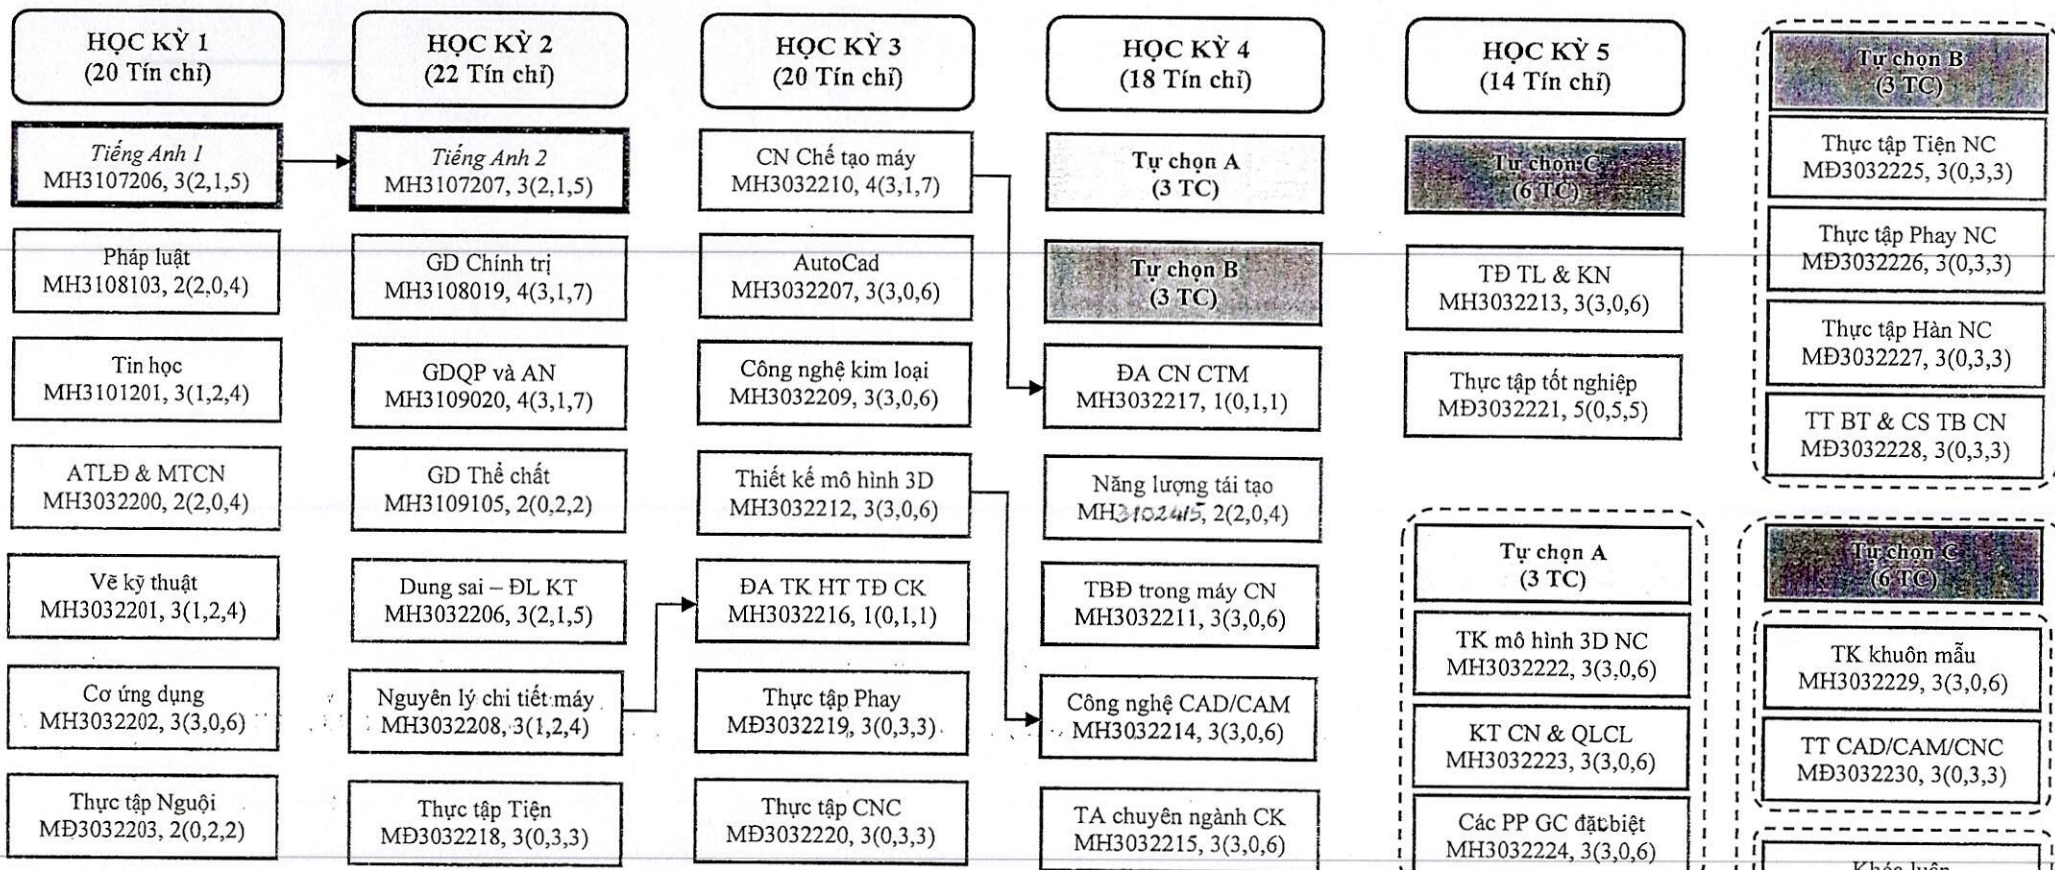 HỌC KỲ 1
(20 Tín chỉ)
Tiếng Anh 1
MH3107206, 3(2,1,5)
Pháp luật
MH3108103, 2(2,0,4)
Tin học
MH3101201, 3(1,2,4)
ATLĐ & MTCN
MH3032200, 2(2,0,4)
Vẽ kỹ thuật
MH3032201, 3(1,2,4)
Cơ ứng dụng
MH3032202, 3(3,0,6)
Thực tập Nguội
MĐ3032203, 2(0,2,2)
HỌC KỲ 2
(22 Tín chỉ)
Tiếng Anh 2
MH3107207, 3(2,1,5)
GD Chính trị
MH3108019, 4(3,1,7)
GDQP và AN
MH3109020, 4(3,1,7)
GD Thể chất
MH3109105, 2(0,2,2)
Dung sai – ĐL KT
MH3032206, 3(2,1,5)
Nguyên lý chi tiết máy
MH3032208, 3(1,2,4)
Thực tập Tiện
MĐ3032218, 3(0,3,3)
HỌC KỲ 3
(20 Tín chỉ)
CN Chế tạo máy
MH3032210, 4(3,1,7)
AutoCad
MH3032207, 3(3,0,6)
Công nghệ kim loại
MH3032209, 3(3,0,6)
Thiết kế mô hình 3D
MH3032212, 3(3,0,6)
ĐA TK HT TĐ CK
MH3032216, 1(0,1,1)
Thực tập Phay
MĐ3032219, 3(0,3,3)
Thực tập CNC
MĐ3032220, 3(0,3,3)
HỌC KỲ 4
(18 Tín chỉ)
Tự chọn A
(3 TC)
Tự chọn B
(3 TC)
ĐA CN CTM
MH3032217, 1(0,1,1)
Năng lượng tái tạo
MH3102415, 2(2,0,4)
TBĐ trong máy CN
MH3032211, 3(3,0,6)
Công nghệ CAD/CAM
MH3032214, 3(3,0,6)
TA chuyên ngành CK
MH3032215, 3(3,0,6)
HỌC KỲ 5
(14 Tín chỉ)
Tự chọn C
(6 TC)
TĐ TL & KN
MH3032213, 3(3,0,6)
Thực tập tốt nghiệp
MĐ3032221, 5(0,5,5)
Tự chọn A
(3 TC)
TK mô hình 3D NC
MH3032222, 3(3,0,6)
KT CN & QLCL
MH3032223, 3(3,0,6)
Các PP GC đặt biệt
MH3032224, 3(3,0,6)
Tự chọn B
(3 TC)
Thực tập Tiện NC
MĐ3032225, 3(0,3,3)
Thực tập Phay NC
MĐ3032226, 3(0,3,3)
Thực tập Hàn NC
MĐ3032227, 3(0,3,3)
TT BT & CS TB CN
MĐ3032228, 3(0,3,3)
Tự chọn C
(6 TC)
TK khuôn mẫu
MH3032229, 3(3,0,6)
TT CAD/CAM/CNC
MĐ3032230, 3(0,3,3)
Khóa luận